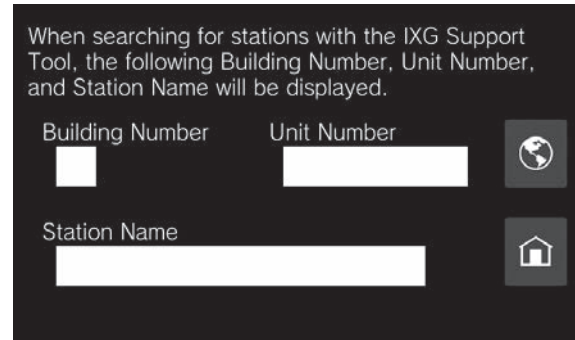 When searching for stations with the IXG Support
Tool, the following Building Number, Unit Number,
and Station Name will be displayed.
Building Number Unit Number
Station Name